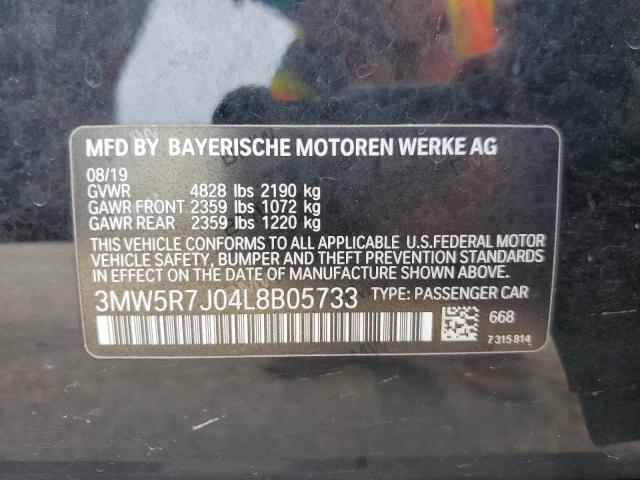 MFD BY BAYERISCHE MOTOREN WERKE AG
08/19
GVWR 4828 lbs 2190 kg
GAWR FRONT 2359 lbs 1072 kg
GAWR REAR 2359 lbs 1220 kg
THIS VEHICLE CONFORMS TO ALL APPLICABLE U.S.FEDERAL MOTOR
VEHICLE SAFETY, BUMPER AND THEFT PREVENTION STANDARDS
IN EFFECT ON THE DATE OF MANUFACTURE SHOWN ABOVE.
3MW5R7J04L8B05733 TYPE: PASSENGER CAR
668
7 315 814